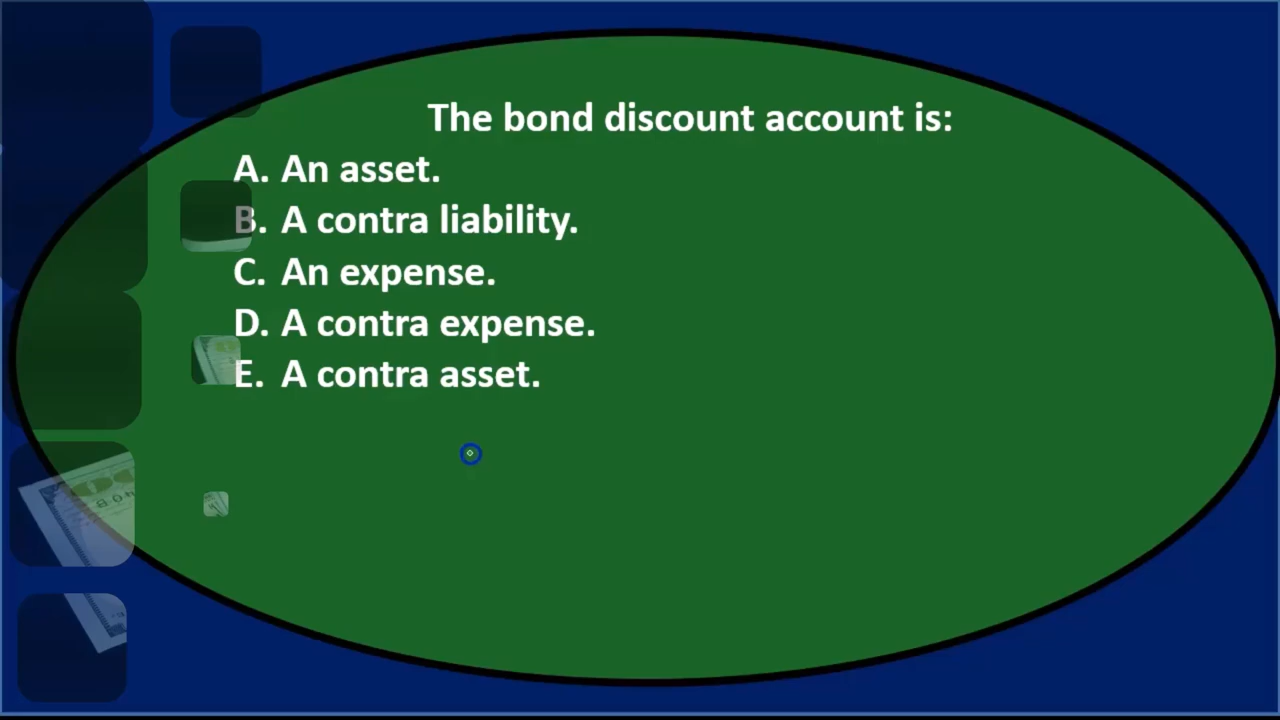 The bond discount account is:
A. An asset.
B. A contra liability.
C. An expense.
D. A contra expense.
E. A contra asset.